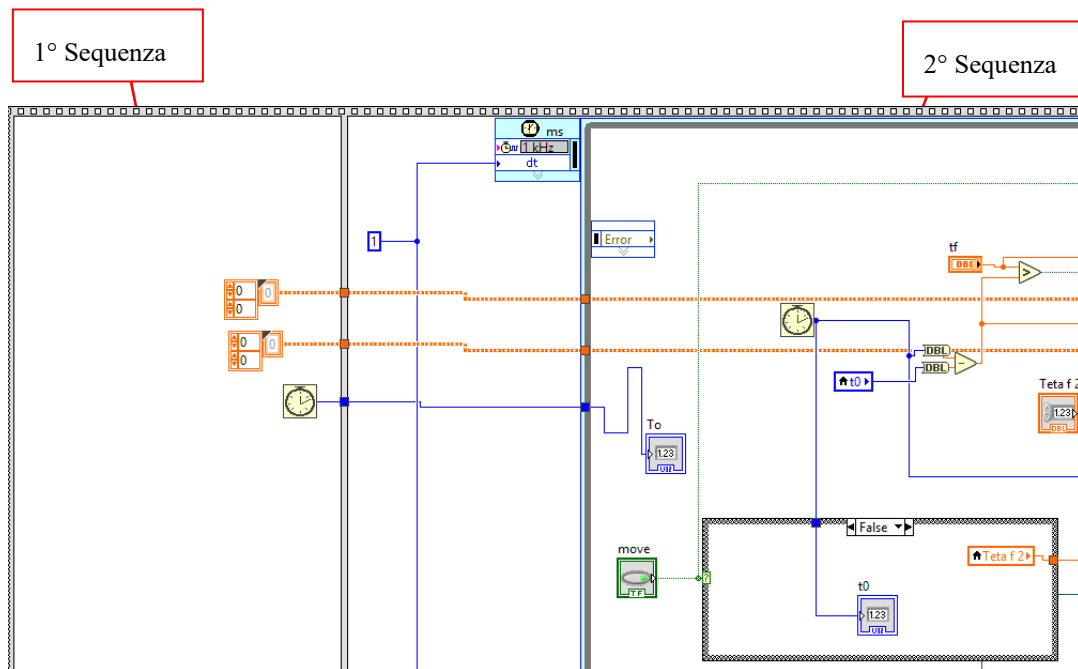 1° Sequenza
2° Sequenza
ms
1 kHz
dt
1
Error
tf
DBL
0
0
0
0
0
0
DBL
DBL
t0
Teta f 2
1.23
DBL
To
1.23
U32
False
move
TF
?
Teta f 2
t0
1.23
U32